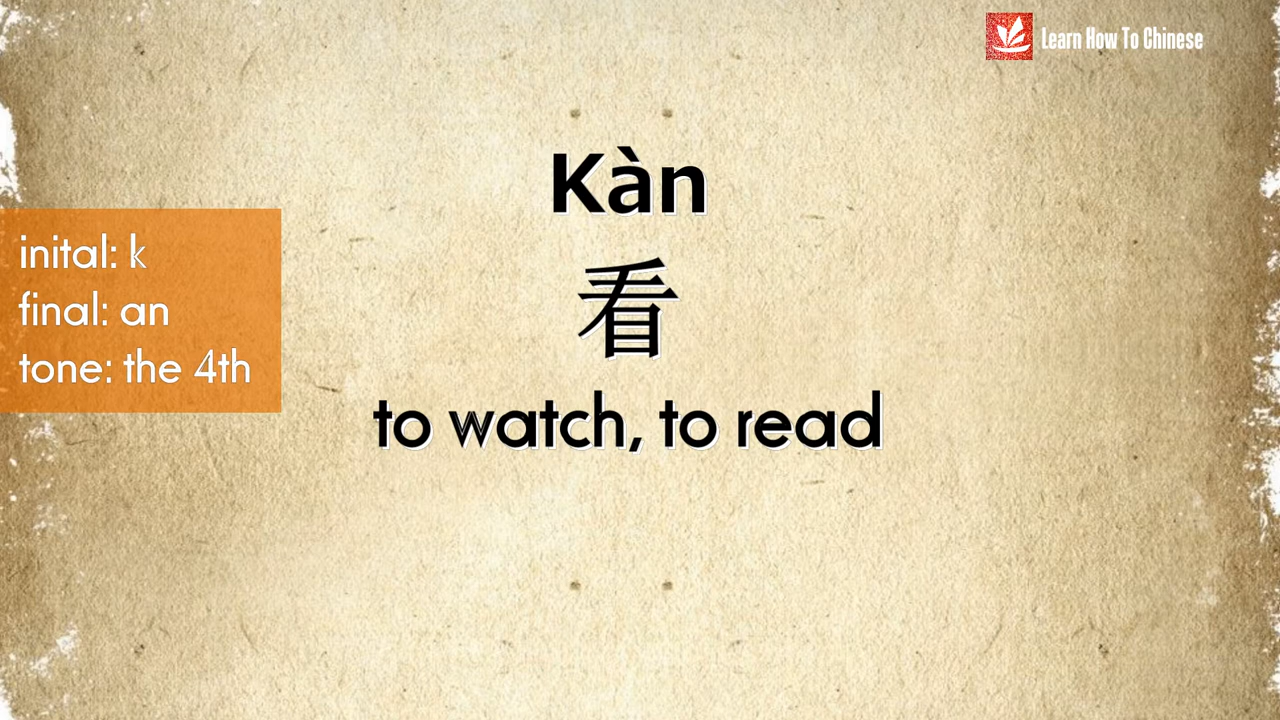 Learn How To Chinese
Kàn
看
to watch, to read
inital: k
final: an
tone: the 4th